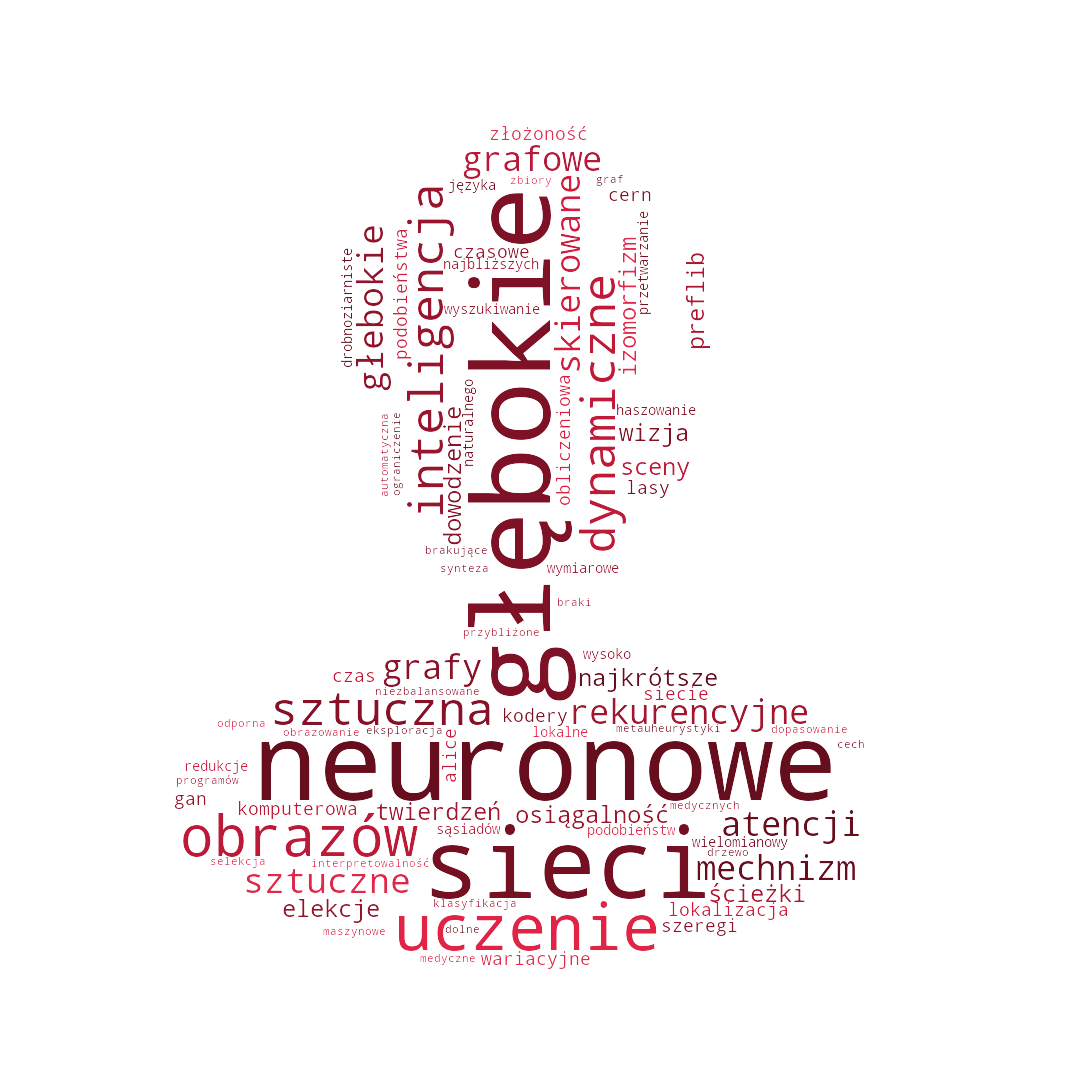 złożoność
grafowe
języka
zbiory
graf
cern
głębokie
inteligencja
skierowane
głebokie
podobieństwa
drobnoziarniste
czasowe
najbliższych
wyszukiwanie
dynamiczne
izomorfizm
przetwarzanie
preflib
obliczeniowa
naturalnego
dowodzenie
automatyczna
ograniczenie
haszowanie
wizja
sceny
lasy
brakujące
synteza
wymiarowe
braki
przybliżone
wysoko
czas
grafy
najkrótsze
niezbalansowane
siecie
sztuczna
kodery
rekurencyjne
odporna
obrazowanie
eksploracja
lokalne
metauheurystyki
dopasowanie
cech
alice
neuronowe
redukcje
programów
gan
komputerowa
twierdzeń
osiągalność
medycznych
obrazów
sąsiadów
podobieństw
atencji
wielomianowy
drzewo
selekcja
interpretowalność
sieci
mechnizm
sztuczne
ścieżki
elekcje
klasyfikacja
lokalizacja
maszynowe
uczenie
dolne
szeregi
medyczne
wariacyjne